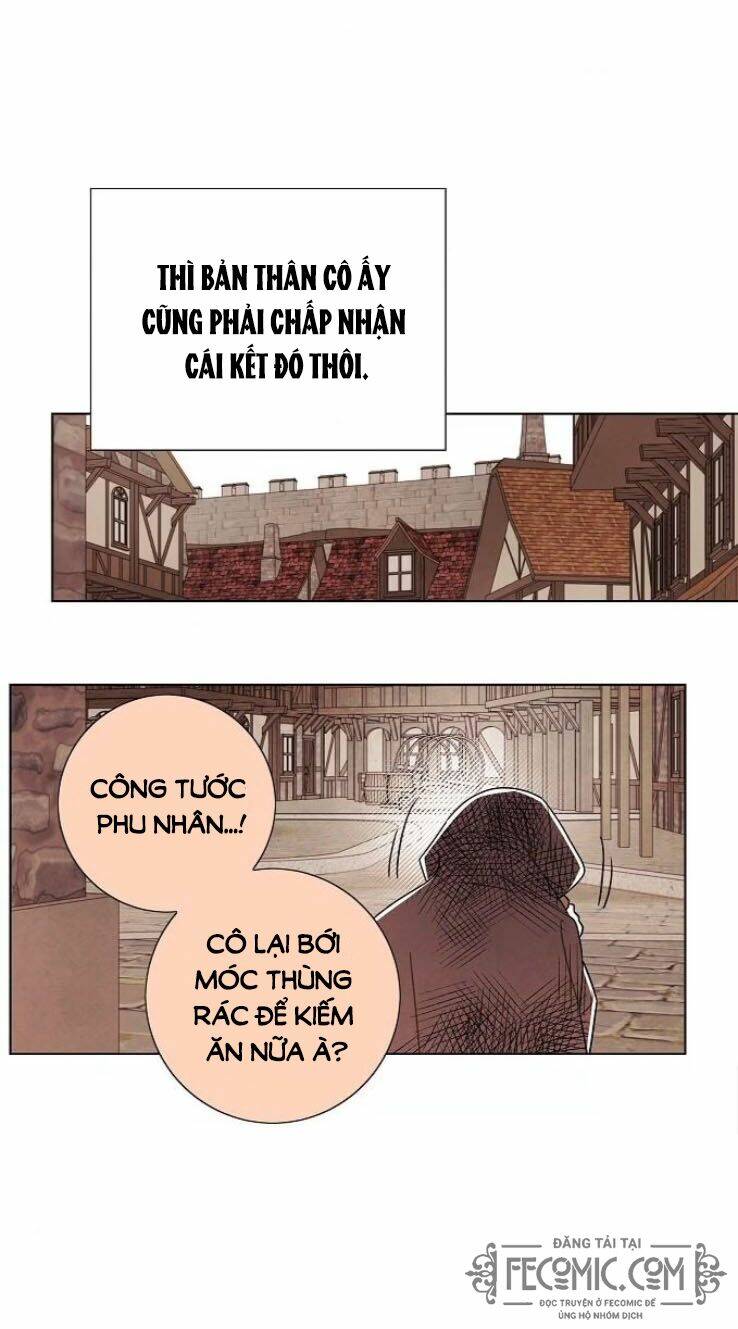 THÌ BẢN THÂN CÔ ẤY
CŨNG PHẢI CHẤP NHẬN
CÁI KẾT ĐÓ THÔI.
CÔNG TƯỚC
PHU NHÂN...!
CÔ LẠI BỚI
MÓC THÙNG
RÁC ĐỂ KIẾM
ĂN NỮA À?
ĐĂNG TẢI TẠI
FECOMIC.COM
ĐỌC TRUYỆN Ở FECOMIC ĐỂ
ỦNG HỘ NHÓM DỊCH